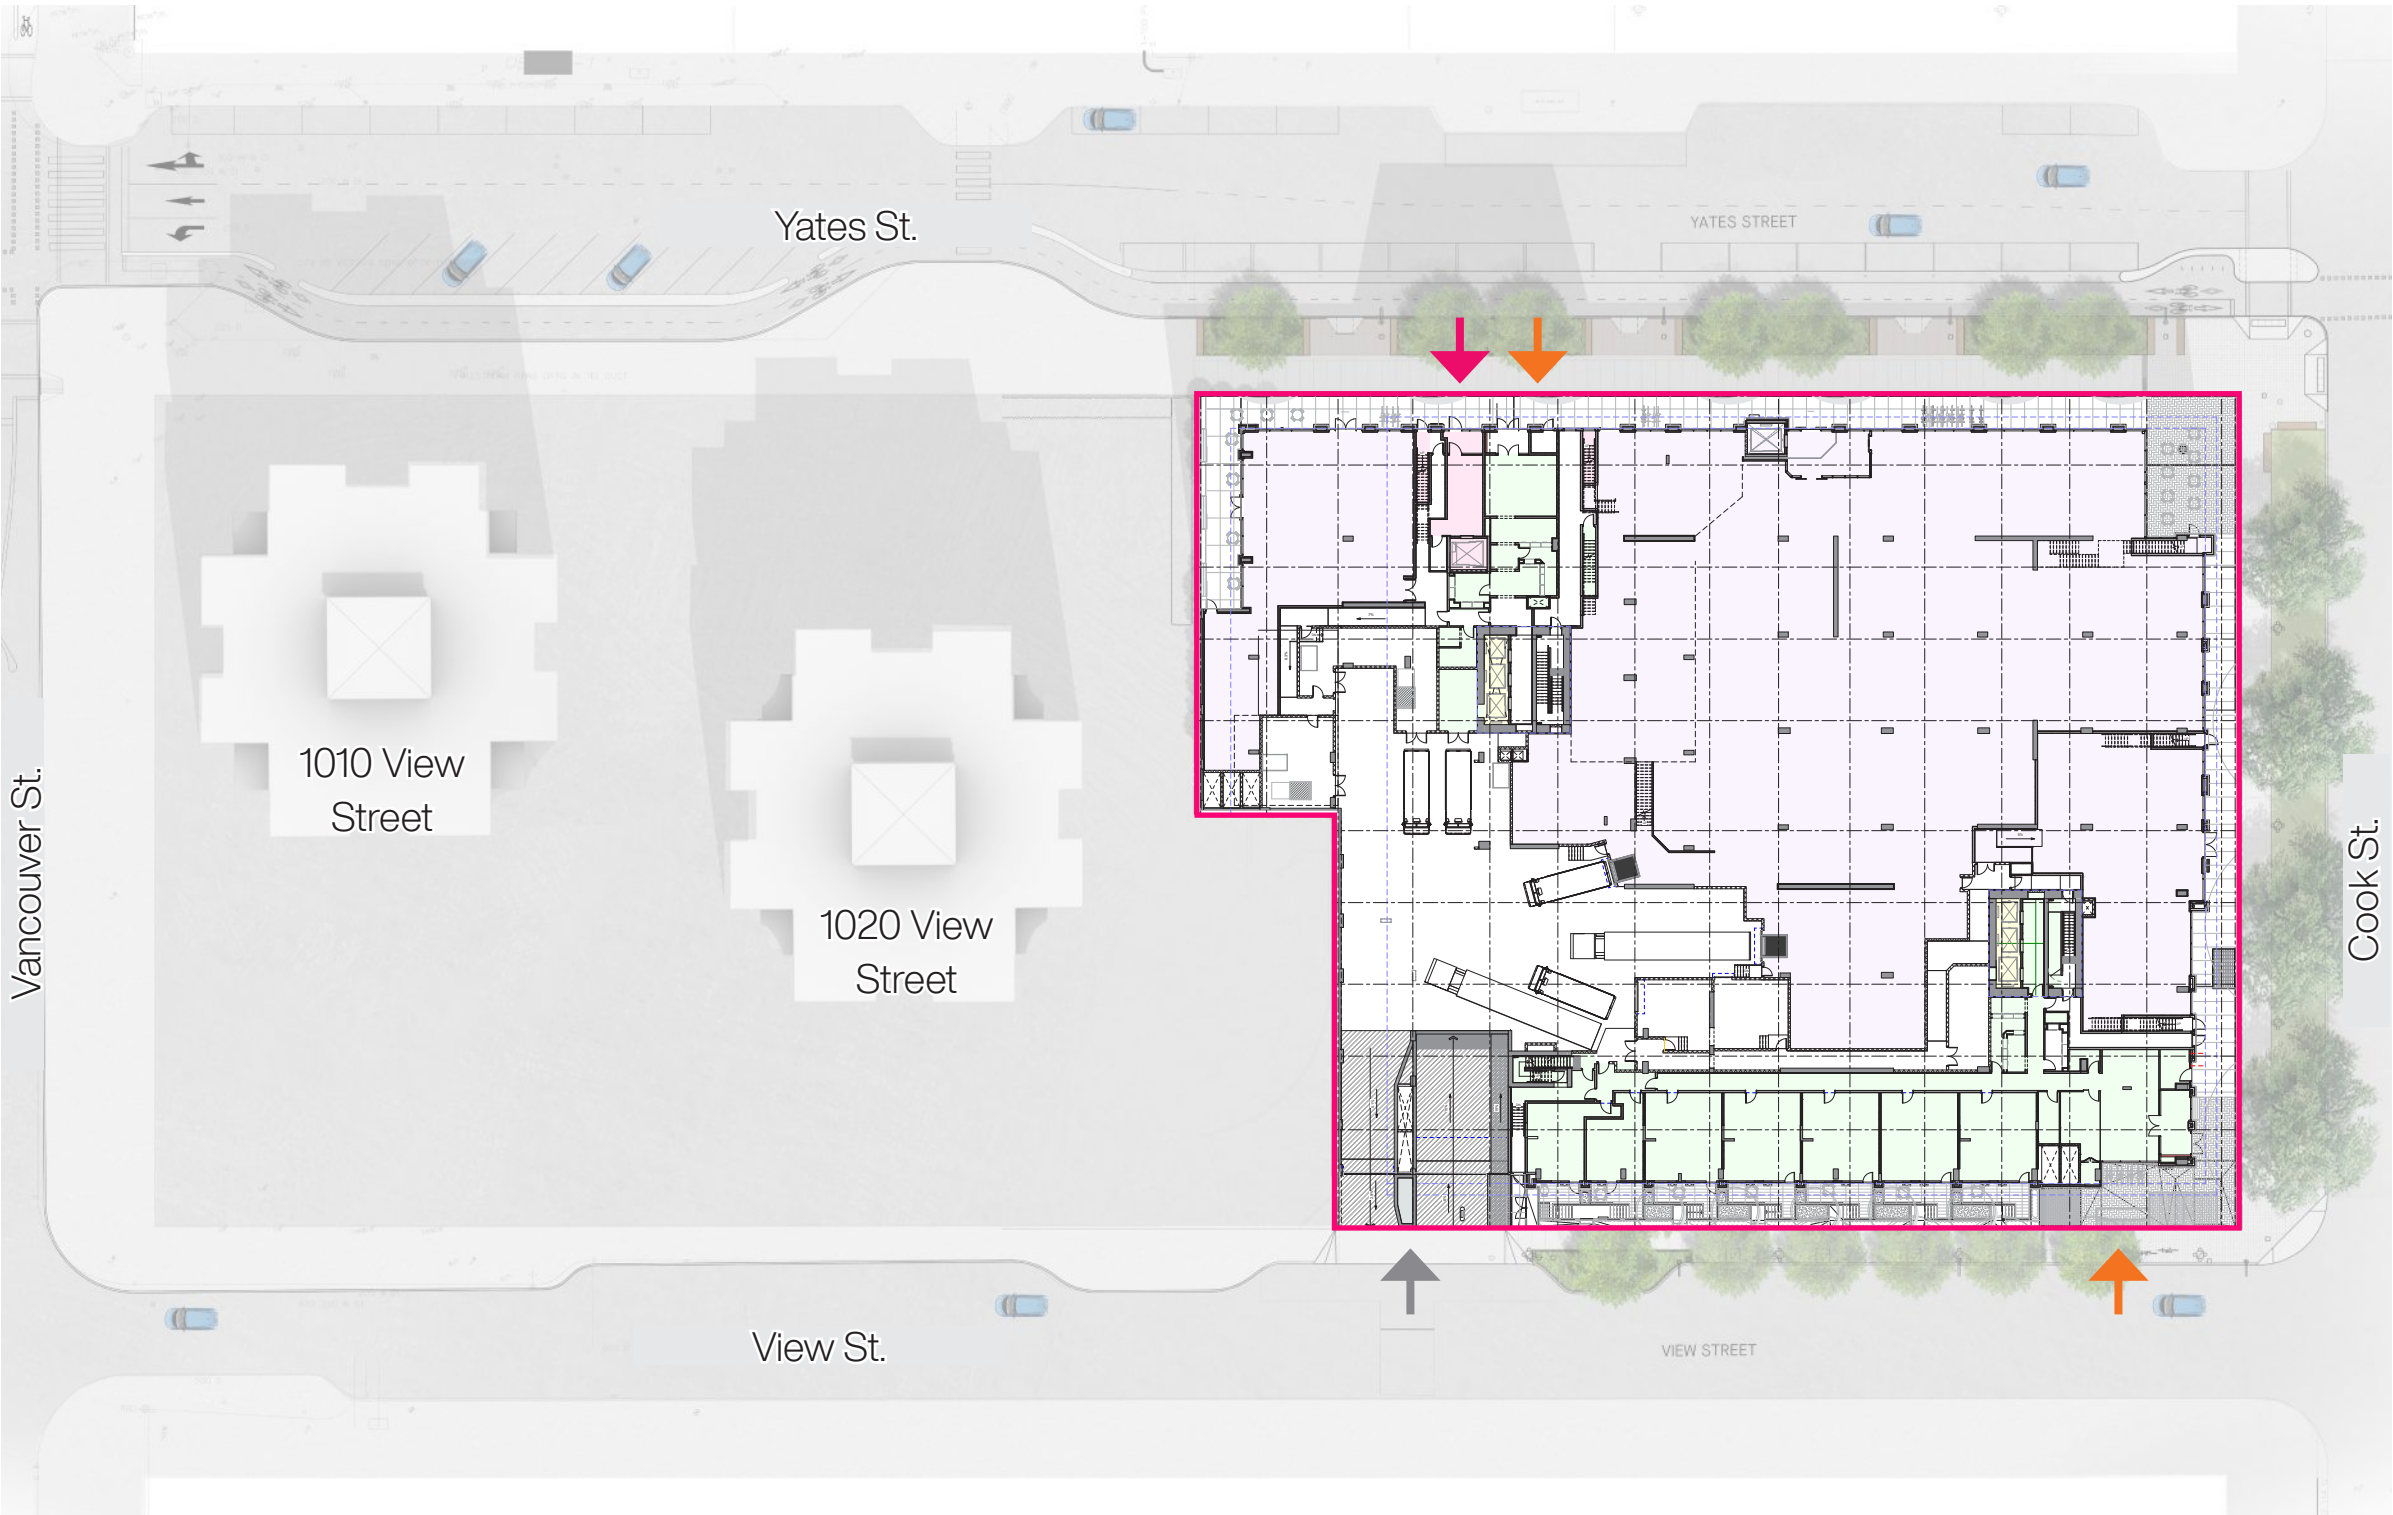 Yates St.
YATES STREET
1010 View
Street
1020 View
Street
Vancouver St.
Cook St.
View St.
VIEW STREET